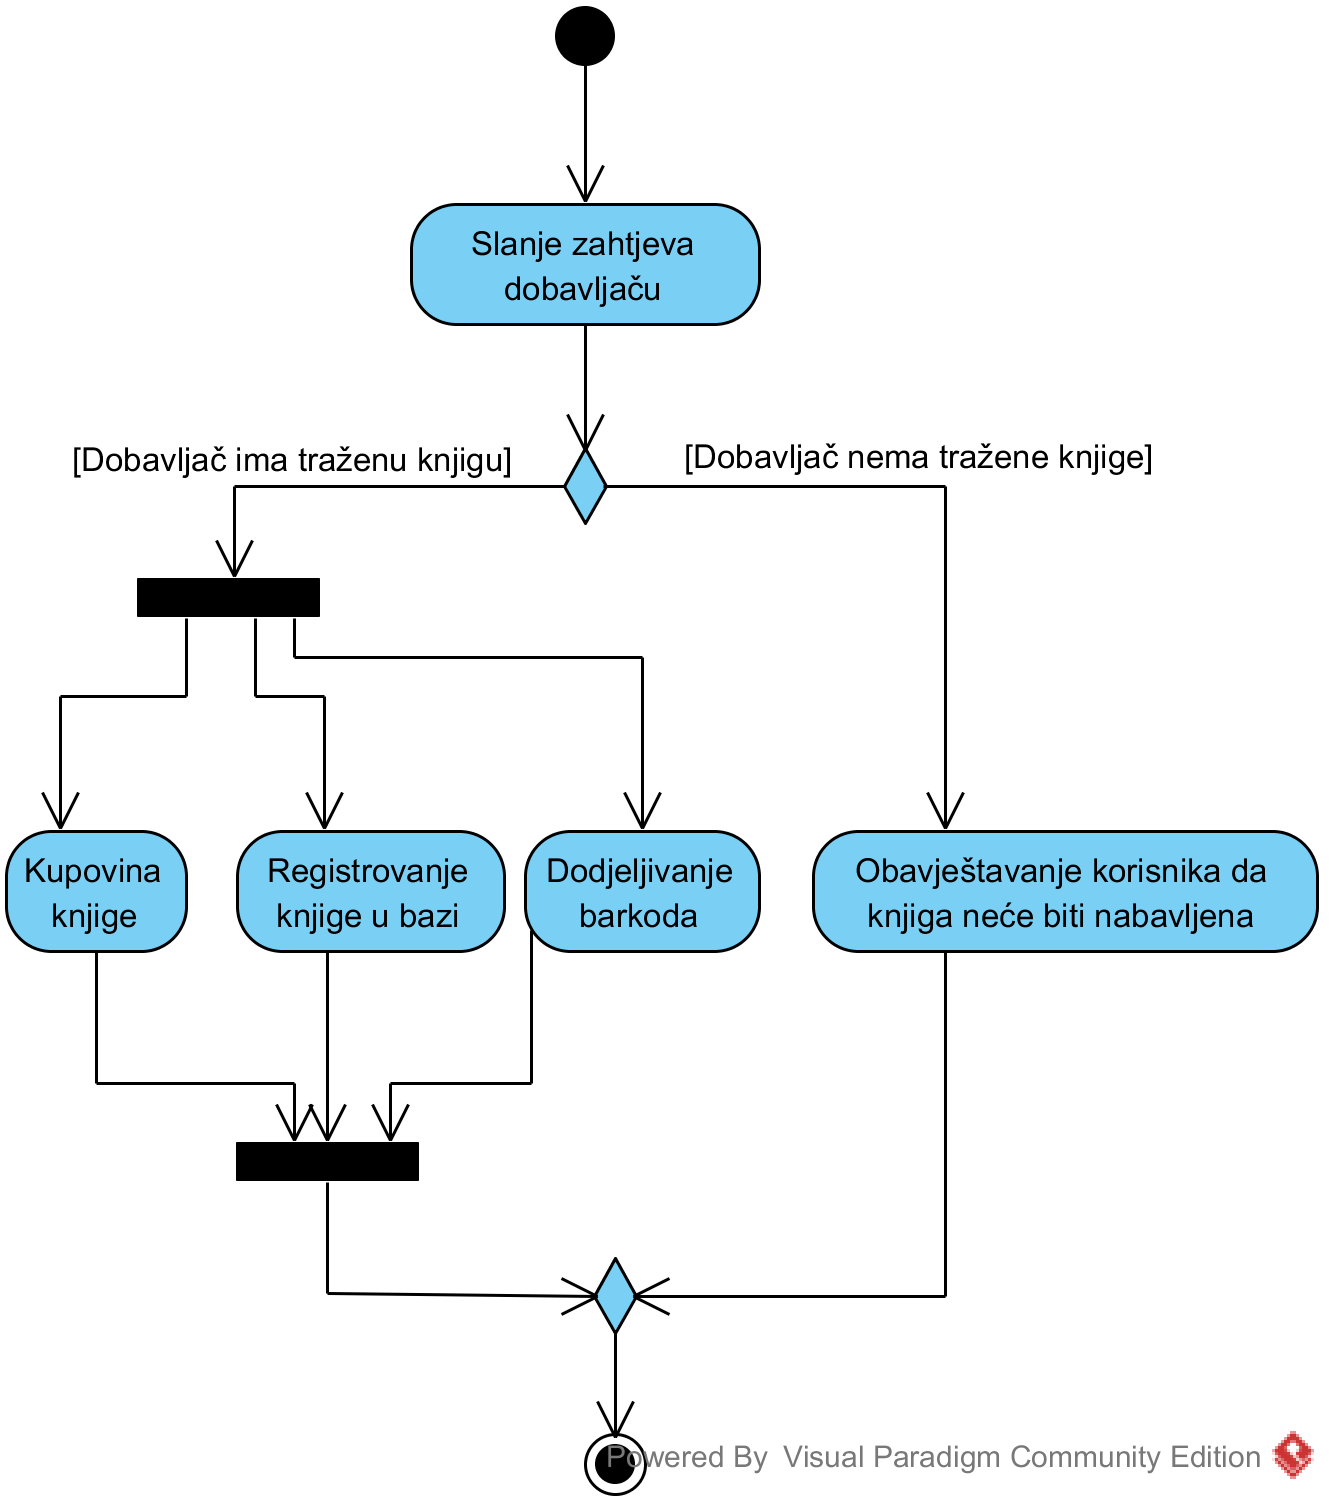 Slanje zahtjeva
dobavljaču
[Dobavljač ima traženu knjigu]
[Dobavljač nema tražene knjige]
Kupovina
knjige
Registrovanje
knjige u bazi
Dodjeljivanje
barkoda
Obavještavanje korisnika da
knjiga neće biti nabavljena
Powered By Visual Paradigm Community Edition